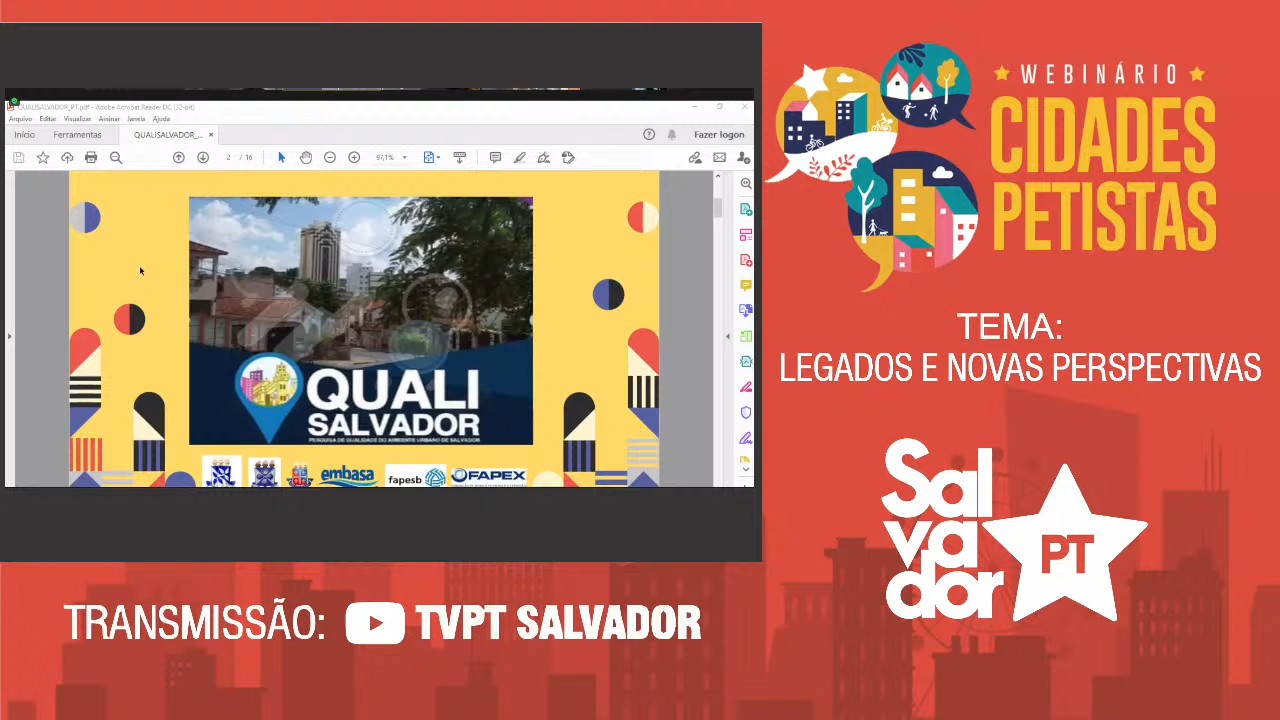 QUALISALVADOR_PT.pdf - Adobe Acrobat Reader DC (32-bit)
Arquivo Editar Visualizar Assinar Janela Ajuda
Início Ferramentas QUALISALVADOR_... × Fazer logon
2 / 16 97,1%
QUALI
SALVADOR
PESQUISA DE QUALIDADE DO AMBIENTE URBANO DE SALVADOR
embasa
fapesb
FAPEX
WEBINÁRIO
CIDADES
PETISTAS
TEMA:
LEGADOS E NOVAS PERSPECTIVAS
Sal
va
dor
PT
TRANSMISSÃO: TVPT SALVADOR